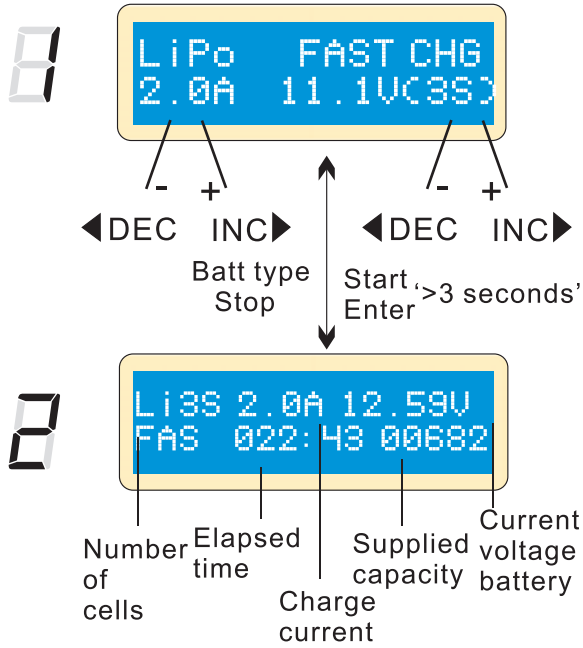 1
LiPo FAST CHG
2.0A 11.1V(3S)
- + - +
◀DEC INC▶ ◀DEC INC▶
Batt type
Stop
Start
Enter
'>3 seconds'
2
Li3S 2.0A 12.59V
FAS 022:43 00682
Number
of
cells
Elapsed
time
Charge
current
Supplied
capacity
Current
voltage
battery